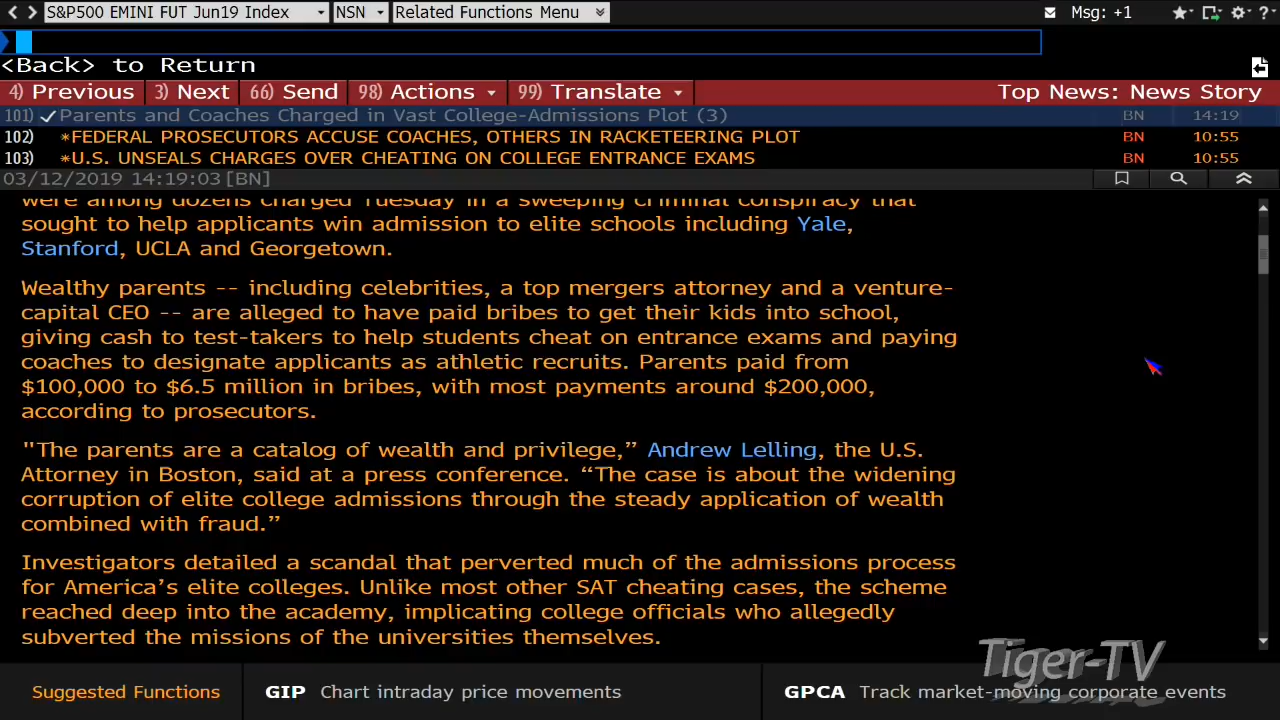 S&P500 EMINI FUT Jun19 Index NSN Related Functions Menu Msg: +1 ?
<Back> to Return
4) Previous 3) Next 66) Send 98) Actions 99) Translate Top News: News Story
101) Parents and Coaches Charged in Vast College-Admissions Plot (3) BN 14:19
102) *FEDERAL PROSECUTORS ACCUSE COACHES, OTHERS IN RACKETEERING PLOT BN 10:55
103) *U.S. UNSEALS CHARGES OVER CHEATING ON COLLEGE ENTRANCE EXAMS BN 10:55
03/12/2019 14:19:03 [BN]
were among dozens charged Tuesday in a sweeping criminal conspiracy that
sought to help applicants win admission to elite schools including Yale,
Stanford, UCLA and Georgetown.
Wealthy parents -- including celebrities, a top mergers attorney and a venture-
capital CEO -- are alleged to have paid bribes to get their kids into school,
giving cash to test-takers to help students cheat on entrance exams and paying
coaches to designate applicants as athletic recruits. Parents paid from
$100,000 to $6.5 million in bribes, with most payments around $200,000,
according to prosecutors.
"The parents are a catalog of wealth and privilege,” Andrew Lelling, the U.S.
Attorney in Boston, said at a press conference. “The case is about the widening
corruption of elite college admissions through the steady application of wealth
combined with fraud.”
Investigators detailed a scandal that perverted much of the admissions process
for America’s elite colleges. Unlike most other SAT cheating cases, the scheme
reached deep into the academy, implicating college officials who allegedly
subverted the missions of the universities themselves.
Tiger-TV
Suggested Functions GIP Chart intraday price movements GPCA Track market-moving corporate events